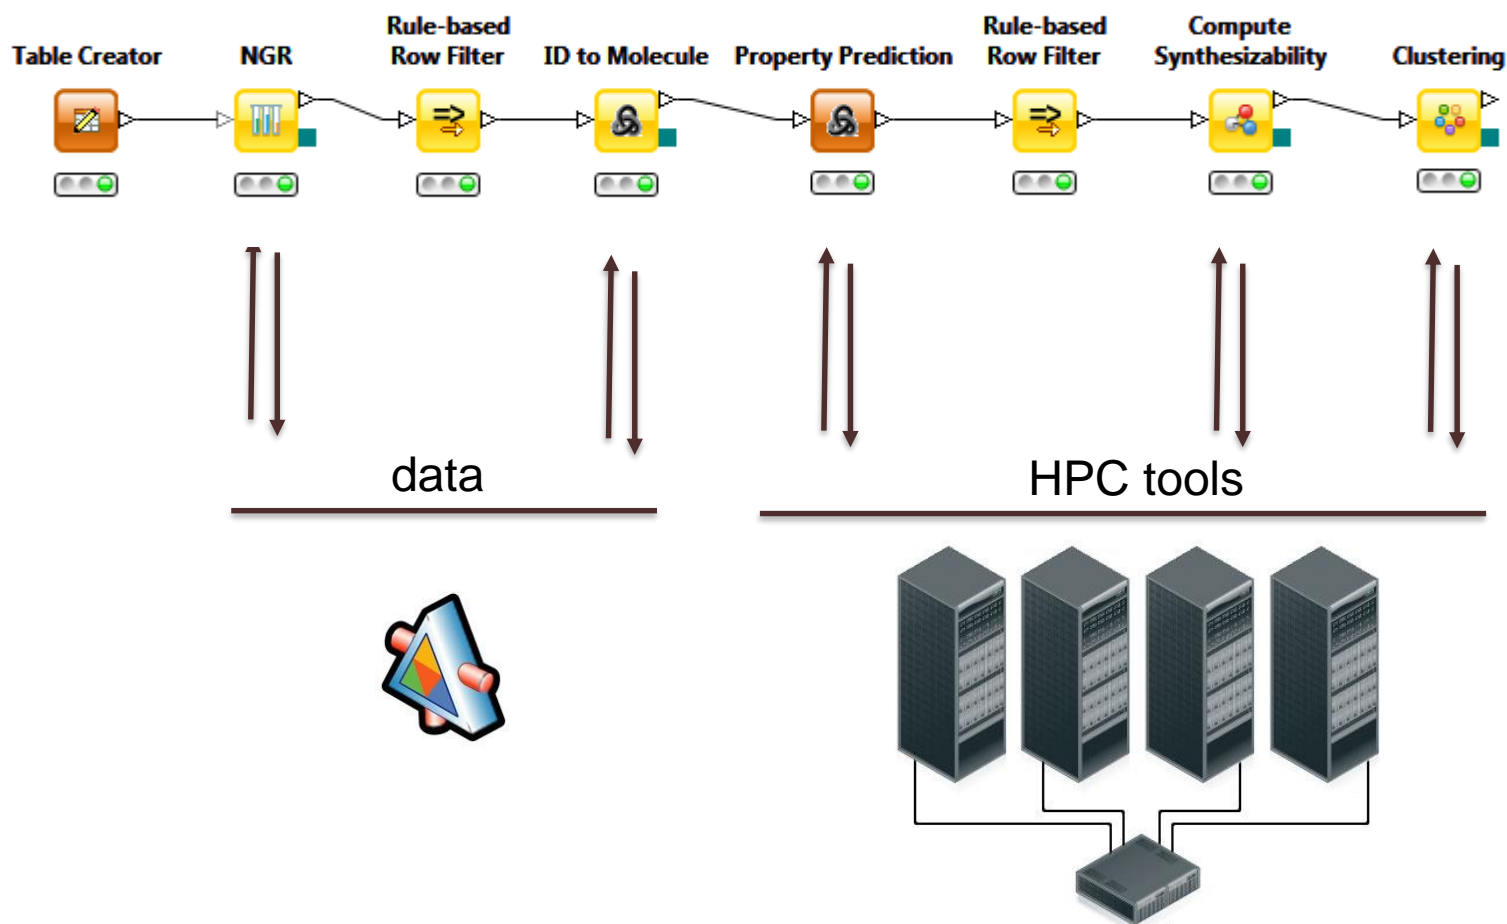 Table Creator
NGR
Rule-based
Row Filter
ID to Molecule
Property Prediction
Rule-based
Row Filter
Compute
Synthesizability
Clustering
data
HPC tools